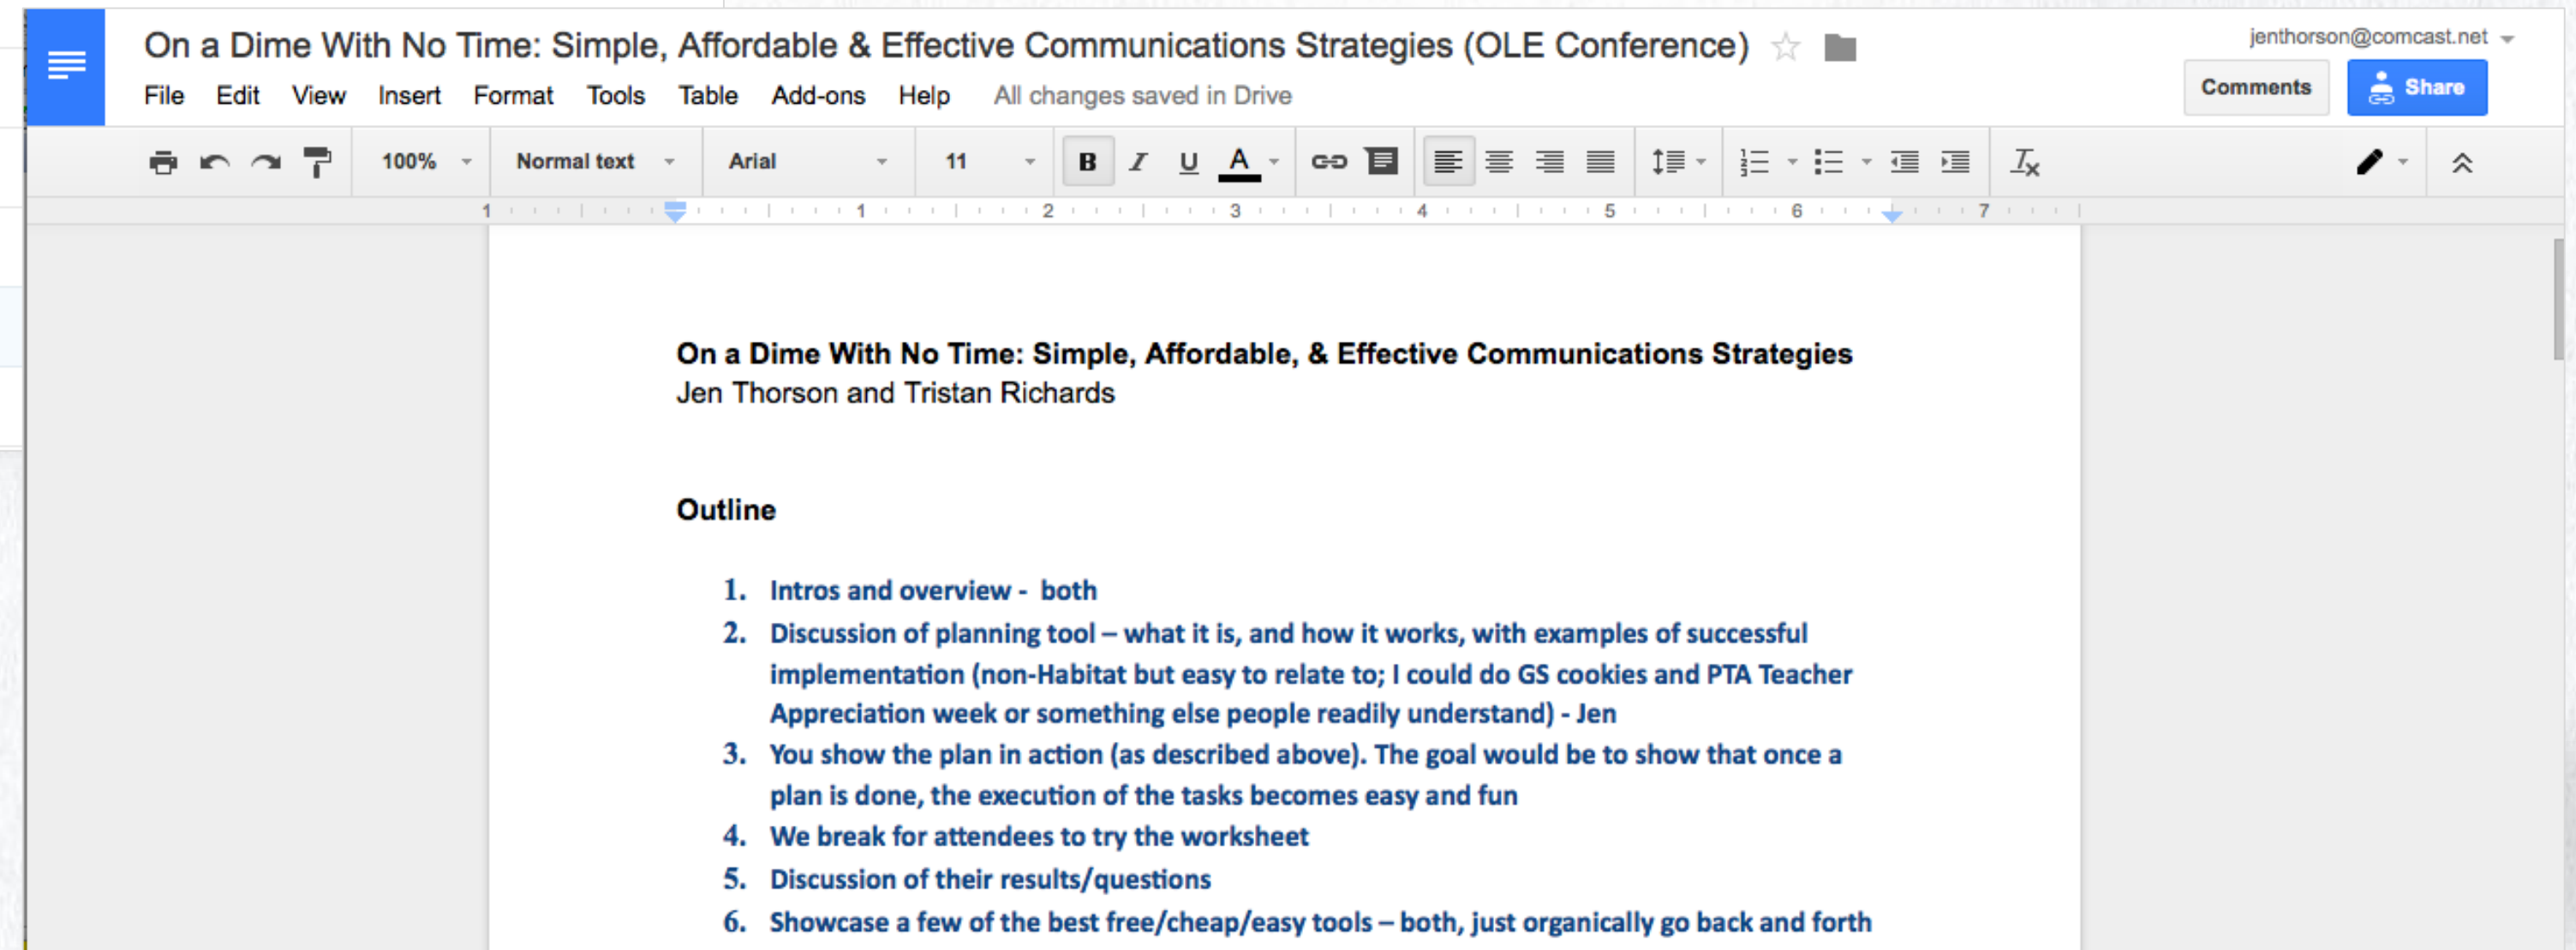 On a Dime With No Time: Simple, Affordable & Effective Communications Strategies (OLE Conference)
jenthorson@comcast.net
File Edit View Insert Format Tools Table Add-ons Help All changes saved in Drive
Comments Share
100% Normal text Arial 11 B I U A
1 1 2 3 4 5 6 7
On a Dime With No Time: Simple, Affordable, & Effective Communications Strategies
Jen Thorson and Tristan Richards
Outline
1. Intros and overview - both
2. Discussion of planning tool – what it is, and how it works, with examples of successful
implementation (non-Habitat but easy to relate to; I could do GS cookies and PTA Teacher
Appreciation week or something else people readily understand) - Jen
3. You show the plan in action (as described above). The goal would be to show that once a
plan is done, the execution of the tasks becomes easy and fun
4. We break for attendees to try the worksheet
5. Discussion of their results/questions
6. Showcase a few of the best free/cheap/easy tools – both, just organically go back and forth